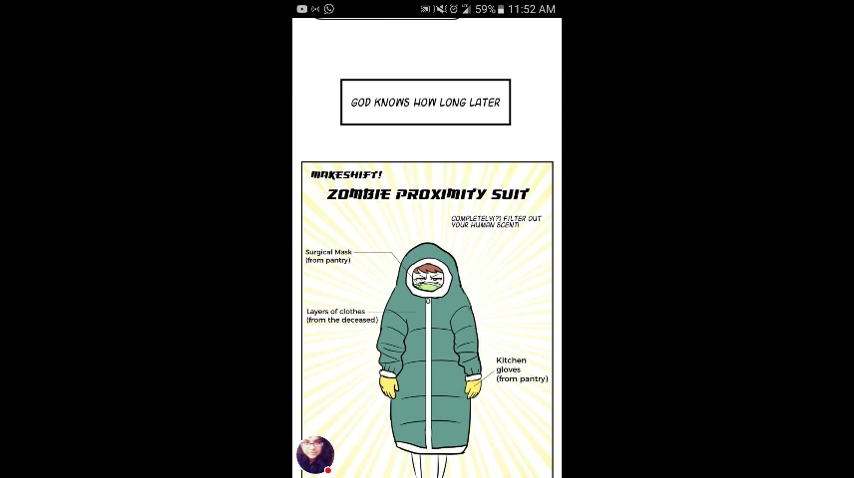 59% 11:52 AM
GOD KNOWS HOW LONG LATER
MAKESHIFT!
ZOMBIE PROXIMITY SUIT
COMPLETELY(?) FILTER OUT
YOUR HUMAN SCENT!
Surgical Mask
(from pantry)
Layers of clothes
(from the deceased)
Kitchen
gloves
(from pantry)